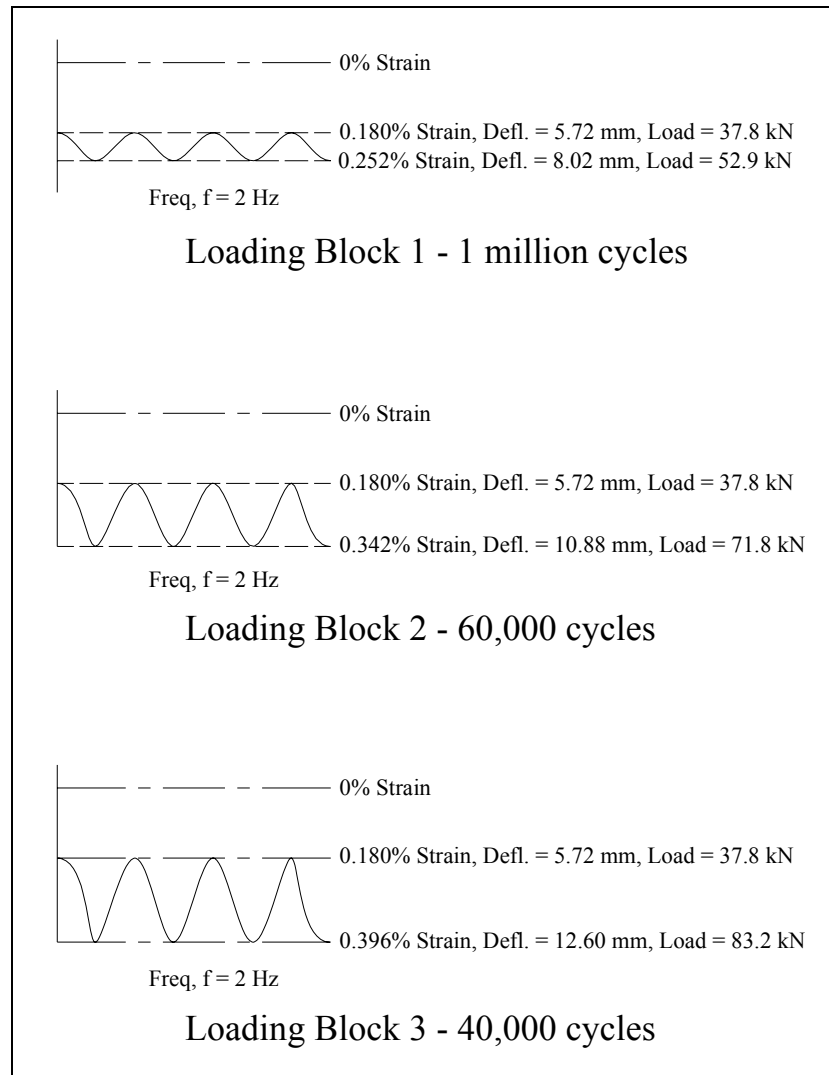 0% Strain
0.180% Strain, Defl. = 5.72 mm, Load = 37.8 kN
0.252% Strain, Defl. = 8.02 mm, Load = 52.9 kN
Freq, f = 2 Hz
Loading Block 1 - 1 million cycles
0% Strain
0.180% Strain, Defl. = 5.72 mm, Load = 37.8 kN
0.342% Strain, Defl. = 10.88 mm, Load = 71.8 kN
Freq, f = 2 Hz
Loading Block 2 - 60,000 cycles
0% Strain
0.180% Strain, Defl. = 5.72 mm, Load = 37.8 kN
0.396% Strain, Defl. = 12.60 mm, Load = 83.2 kN
Freq, f = 2 Hz
Loading Block 3 - 40,000 cycles